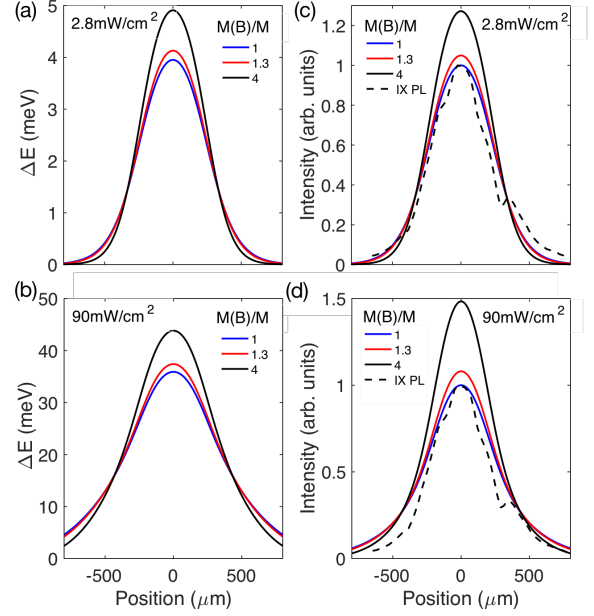 (a)
2.8mW/cm2
M(B)/M
1
1.3
4
5
4
3
2
1
0
ΔE (meV)
(c)
2.8mW/cm2
M(B)/M
1
1.3
4
IX PL
1.2
1
0.8
0.6
0.4
0.2
0
Intensity (arb. units)
(b)
90mW/cm2
M(B)/M
1
1.3
4
50
40
30
20
10
0
ΔE (meV)
-500
0
500
Position (μm)
(d)
90mW/cm2
M(B)/M
1
1.3
4
IX PL
1.5
1
0.5
0
Intensity (arb. units)
-500
0
500
Position (μm)